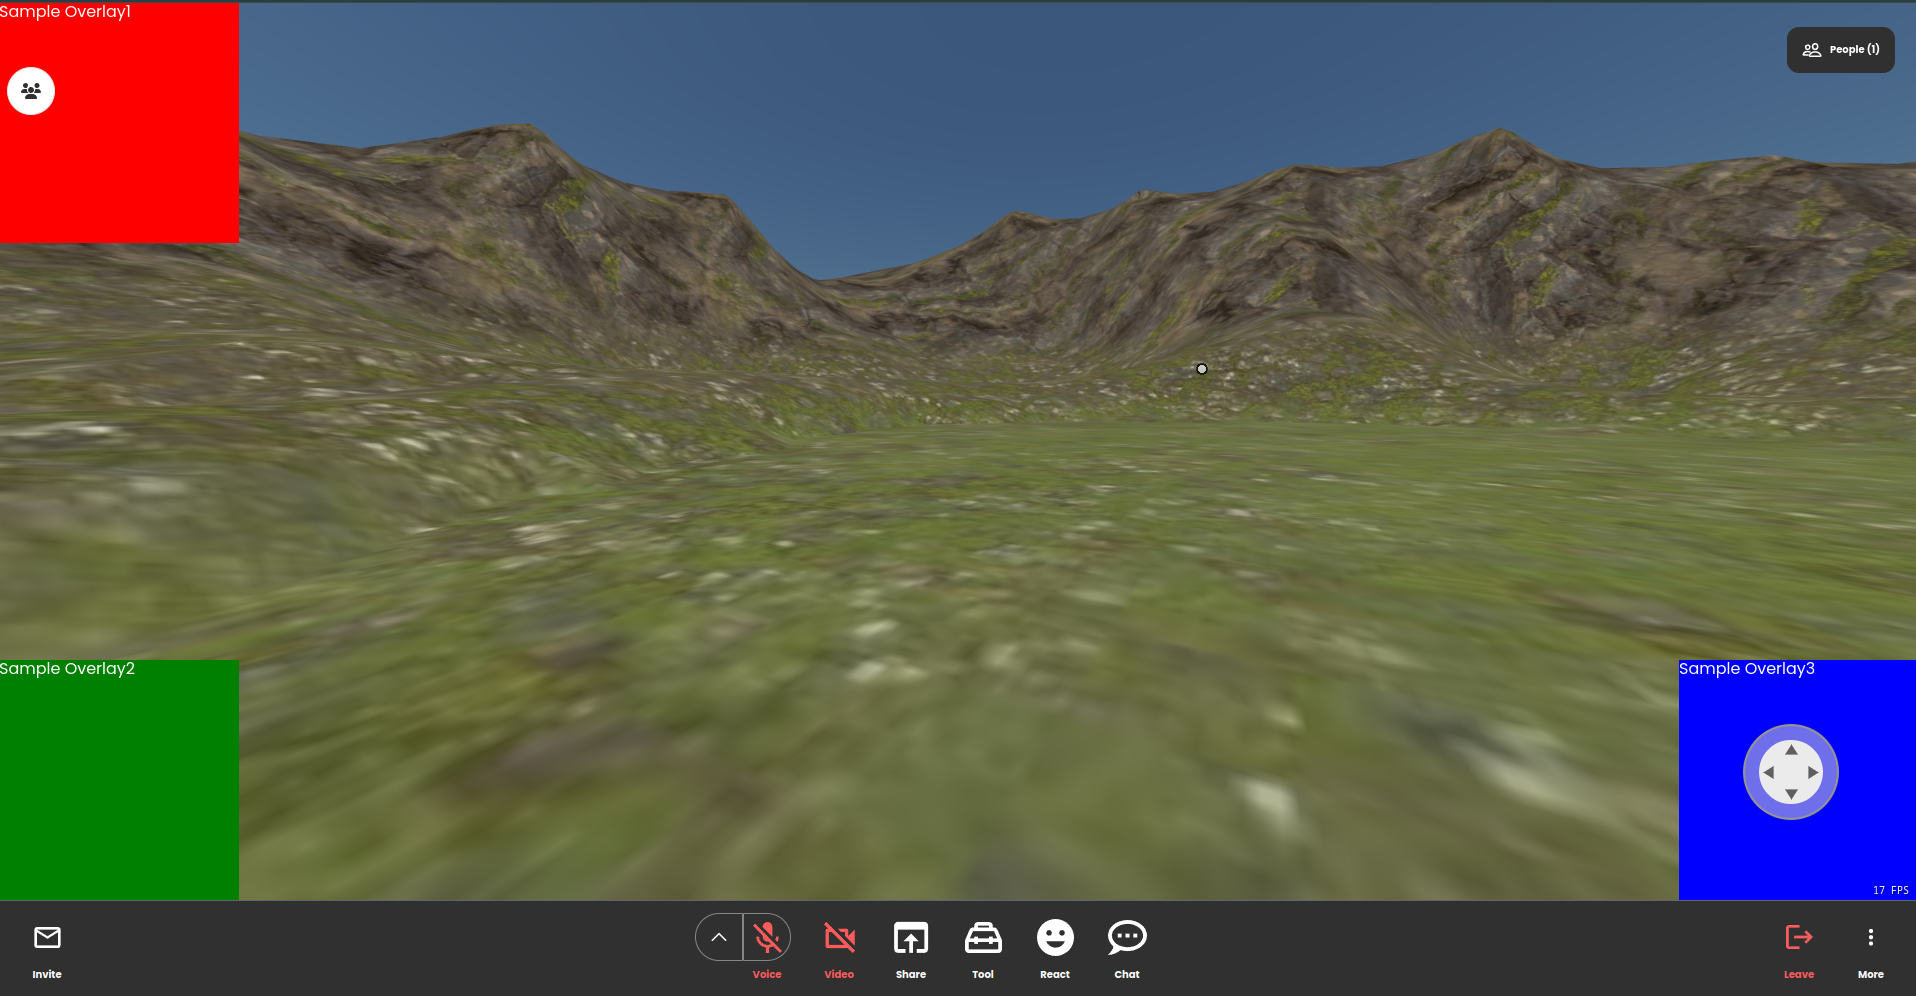 Sample Overlay1
People (1)
Sample Overlay2
Sample Overlay3
17 FPS
Invite
Voice
Video
Share
Tool
React
Chat
Leave
More